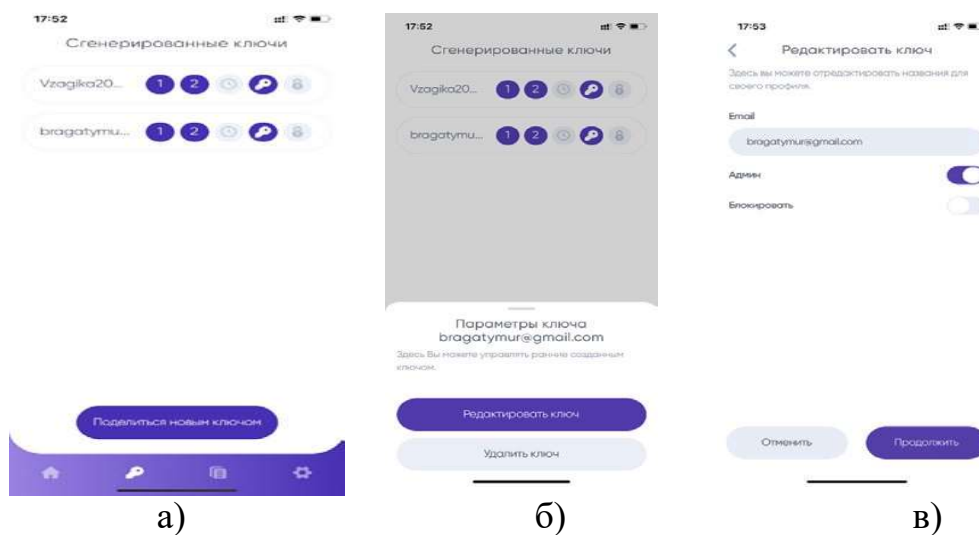 17:52
Сгенерированные ключи
Vzagika20... 1 2
bragatymu... 1 2
Поделиться новым ключом
а)
17:52
Сгенерированные ключи
Vzagika20... 1 2
bragatymu... 1 2
Параметры ключа
bragatymur@gmail.com
Здесь Вы можете управлять ранние созданным
ключом.
Редактировать ключ
Удалить ключ
б)
17:53
Редактировать ключ
Здесь вы можете отредактировать названия для
своего профиля.
Email
bragatymur@gmail.com
Админ
Блокировать
Отменить
Продолжить
в)